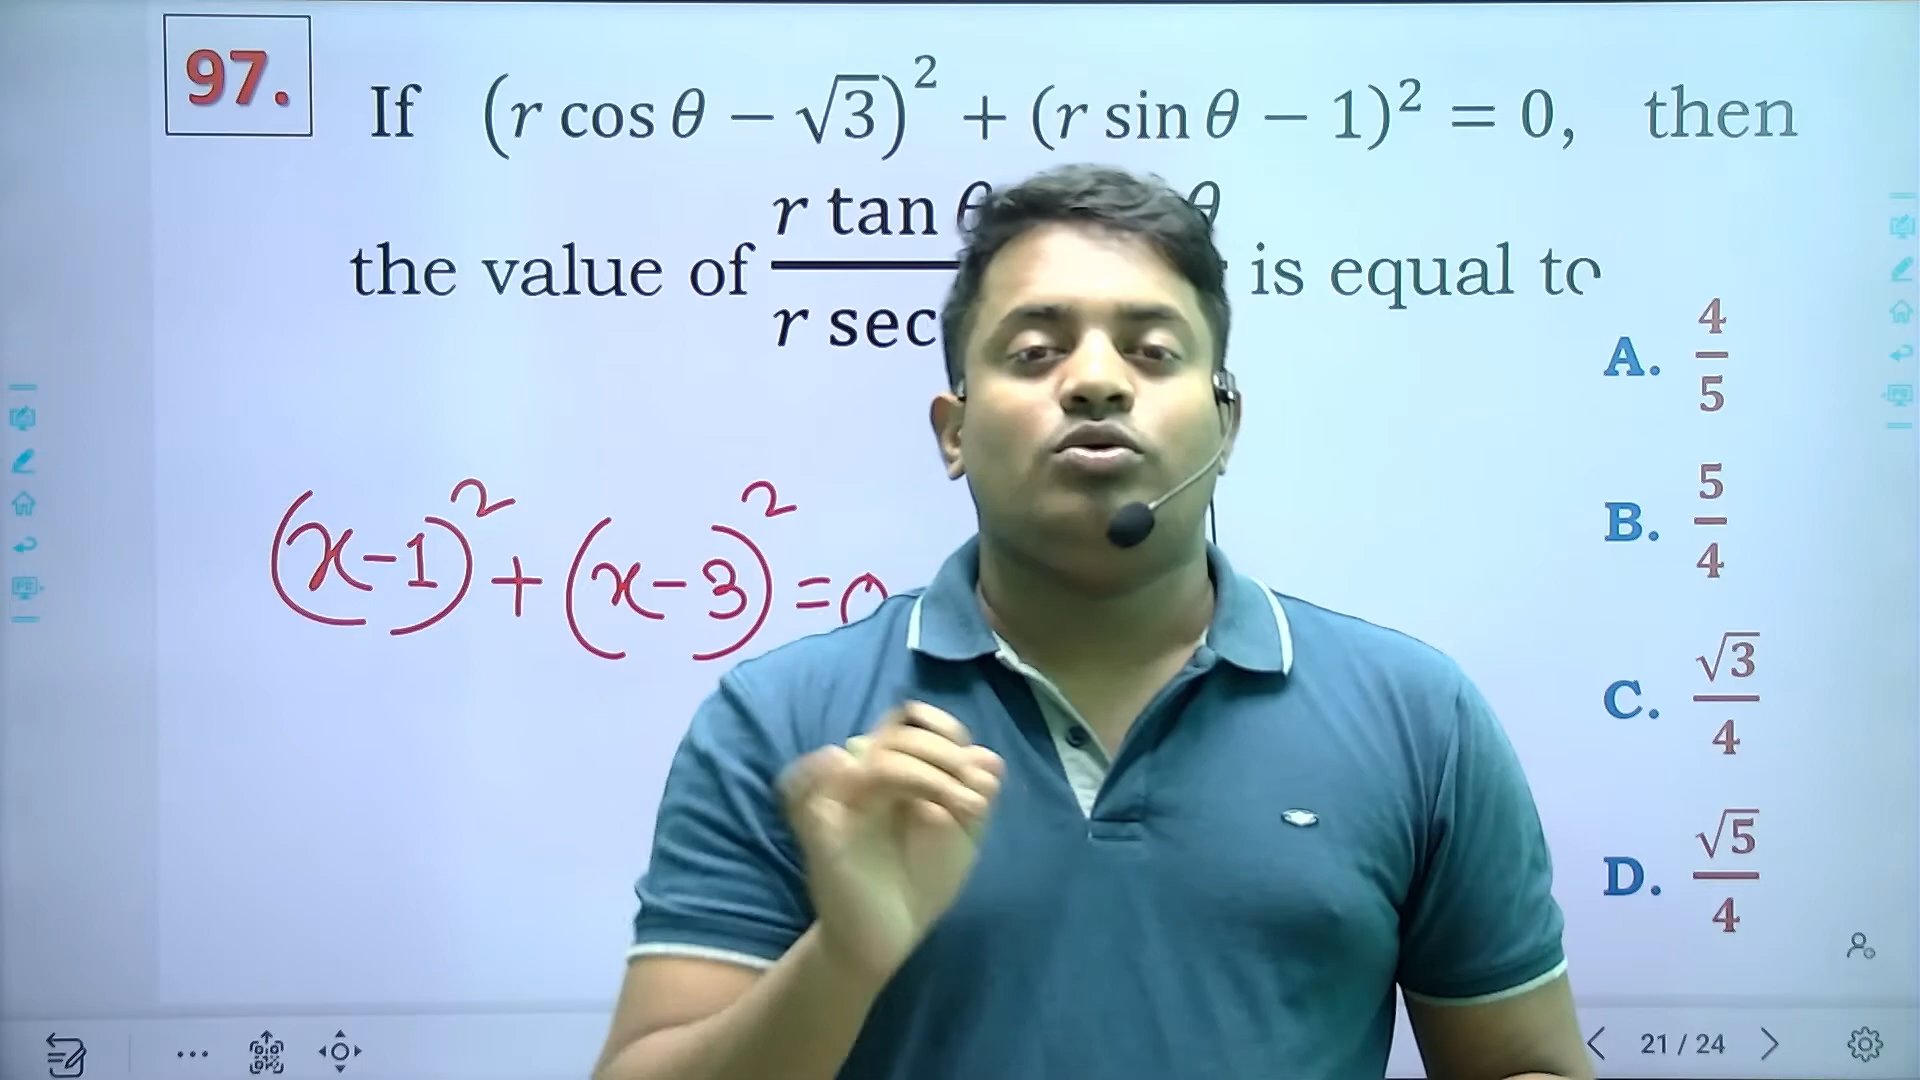 97.
If (r cos θ − √3)² + (r sin θ − 1)² = 0, then
the value of r tan θ θ / r sec is equal to
A. 4/5
B. 5/4
C. √3/4
D. √5/4
(x-1)² + (x-3)² = 0
21 / 24